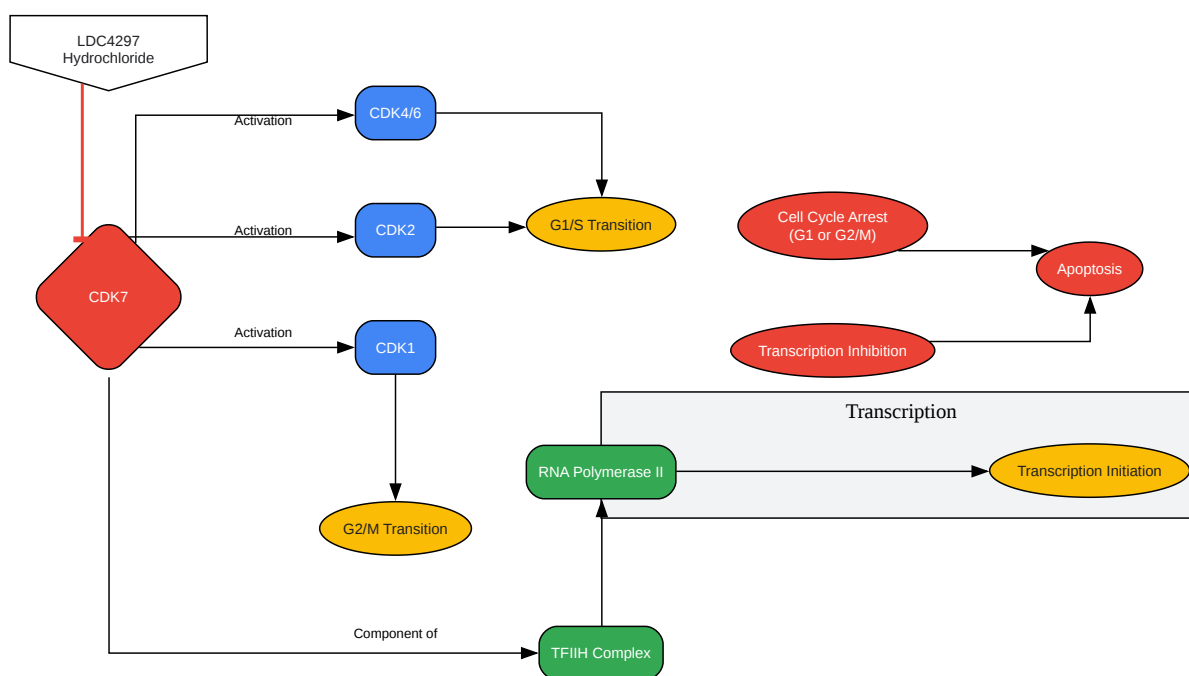 LDC4297
Hydrochloride
CDK4/6
Activation
Cell Cycle Arrest
(G1 or G2/M)
G1/S Transition
CDK2
Activation
Apoptosis
CDK7
Activation
CDK1
Transcription Inhibition
Transcription
RNA Polymerase II
Transcription Initiation
G2/M Transition
Component of
TFIIH Complex